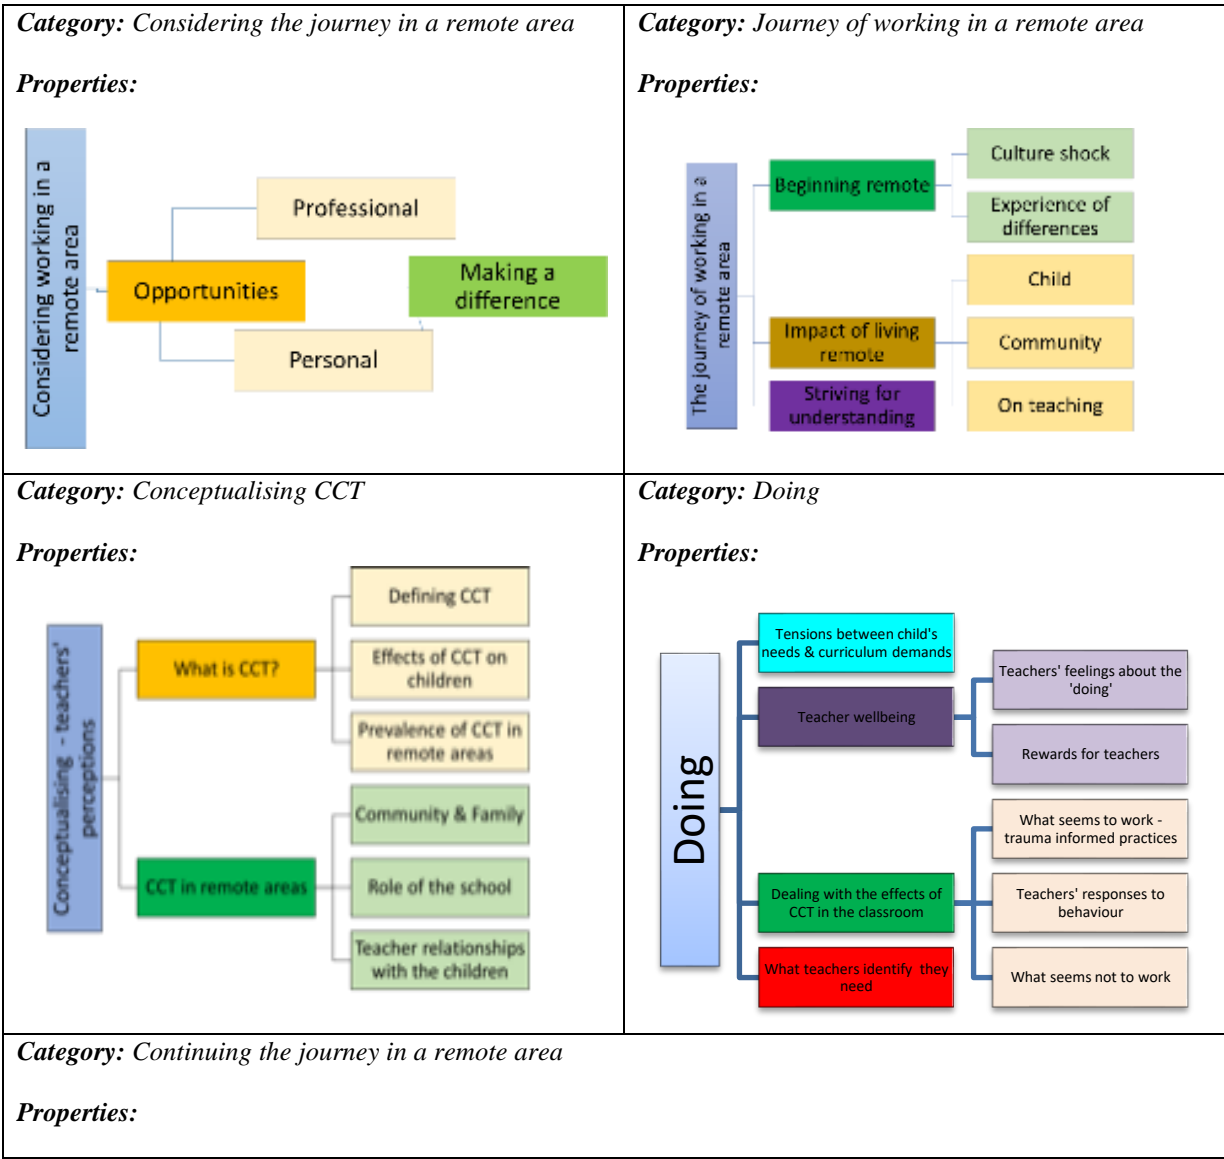 Category: Considering the journey in a remote area
Properties:
Considering working in a
remote area
Professional
Opportunities
Making a
difference
Personal
Category: Journey of working in a remote area
Properties:
The journey of working in a
remote area
Beginning remote
Culture shock
Experience of
differences
Child
Impact of living
remote
Community
Striving for
understanding
On teaching
Category: Conceptualising CCT
Properties:
Conceptualising - teachers'
perceptions
Defining CCT
What is CCT?
Effects of CCT on
children
Prevalence of CCT in
remote areas
Community & Family
CCT in remote areas
Role of the school
Teacher relationships
with the children
Category: Doing
Properties:
Doing
Tensions between child's
needs & curriculum demands
Teachers' feelings about the
'doing'
Teacher wellbeing
Rewards for teachers
What seems to work -
trauma informed practices
Dealing with the effects of
CCT in the classroom
Teachers' responses to
behaviour
What teachers identify they
need
What seems not to work
Category: Continuing the journey in a remote area
Properties: